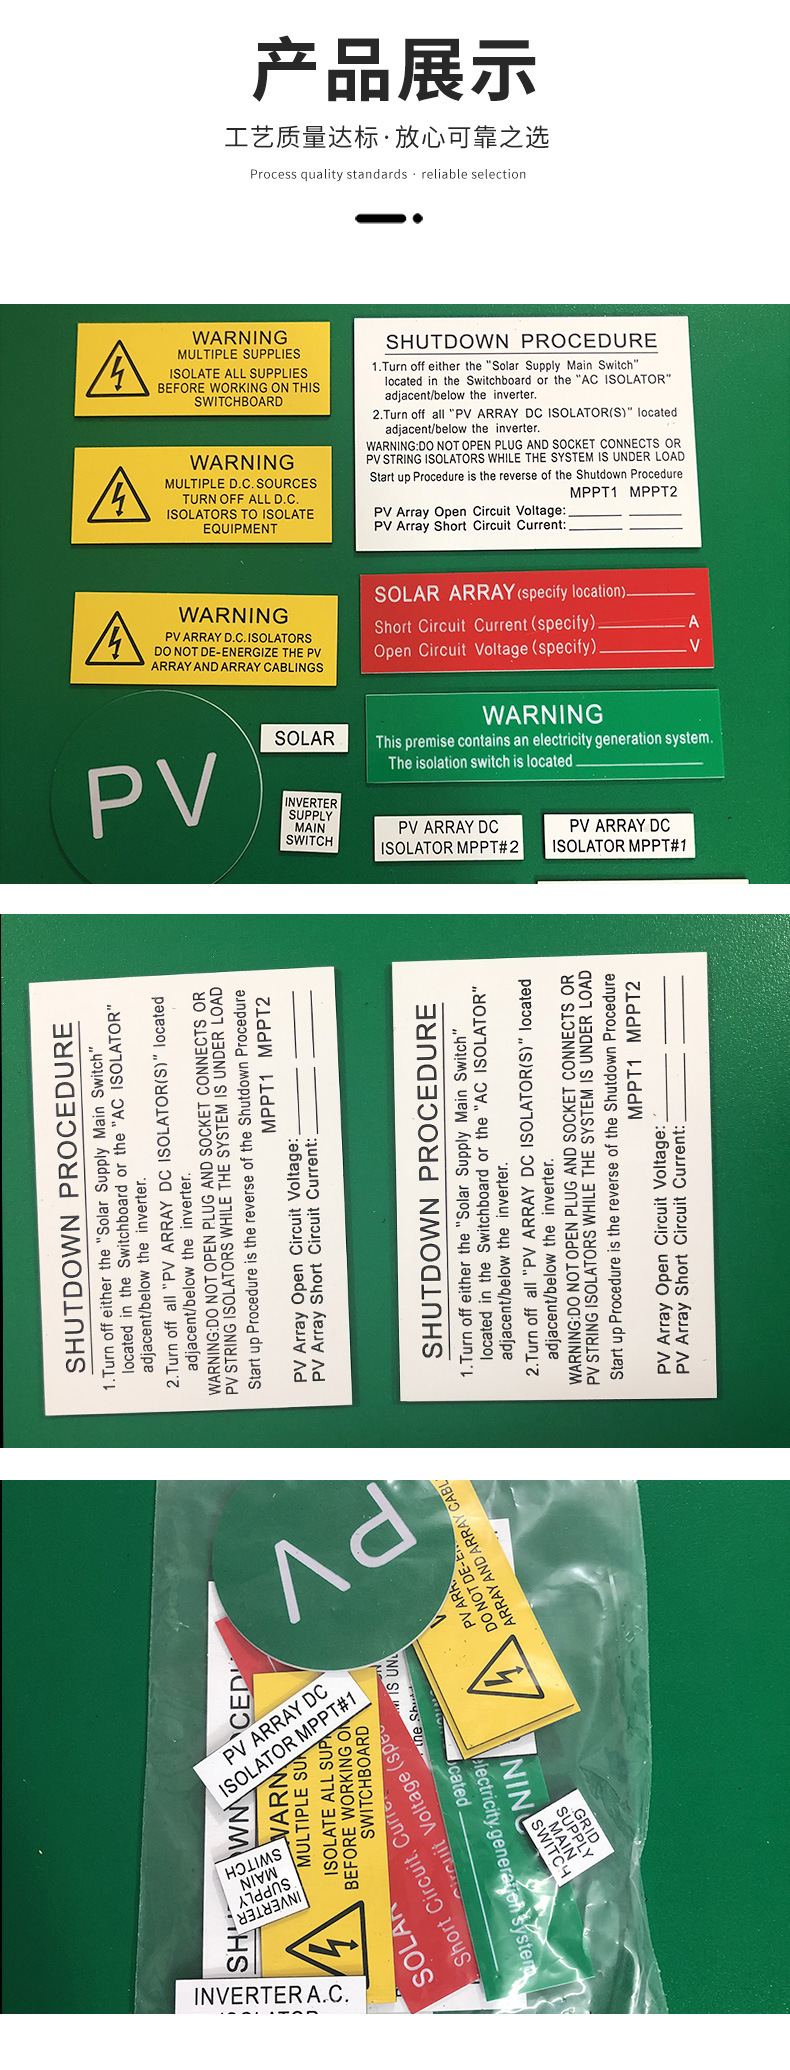 产品展示
工艺质量达标·放心可靠之选
Process quality standards · reliable selection
WARNING
MULTIPLE SUPPLIES
ISOLATE ALL SUPPLIES
BEFORE WORKING ON THIS
SWITCHBOARD
WARNING
MULTIPLE D.C. SOURCES
TURN OFF ALL D.C.
ISOLATORS TO ISOLATE
EQUIPMENT
WARNING
PV ARRAY D.C. ISOLATORS
DO NOT DE-ENERGIZE THE PV
ARRAY AND ARRAY CABLINGS
PV
SOLAR
INVERTER
SUPPLY
MAIN
SWITCH
SHUTDOWN PROCEDURE
1.Turn off either the "Solar Supply Main Switch"
located in the Switchboard or the "AC ISOLATOR"
adjacent/below the inverter.
2.Turn off all "PV ARRAY DC ISOLATOR(S)" located
adjacent/below the inverter.
WARNING:DO NOT OPEN PLUG AND SOCKET CONNECTS OR
PV STRING ISOLATORS WHILE THE SYSTEM IS UNDER LOAD
Start up Procedure is the reverse of the Shutdown Procedure
MPPT1 MPPT2
PV Array Open Circuit Voltage:
PV Array Short Circuit Current:
SOLAR ARRAY (specify location)
Short Circuit Current (specify) A
Open Circuit Voltage (specify) V
WARNING
This premise contains an electricity generation system.
The isolation switch is located
PV ARRAY DC
ISOLATOR MPPT#2
PV ARRAY DC
ISOLATOR MPPT#1
SHUTDOWN PROCEDURE
1.Turn off either the "Solar Supply Main Switch"
located in the Switchboard or the "AC ISOLATOR"
adjacent/below the inverter.
2.Turn off all "PV ARRAY DC ISOLATOR(S)" located
adjacent/below the inverter.
WARNING:DO NOT OPEN PLUG AND SOCKET CONNECTS OR
PV STRING ISOLATORS WHILE THE SYSTEM IS UNDER LOAD
Start up Procedure is the reverse of the Shutdown Procedure
MPPT1 MPPT2
PV Array Open Circuit Voltage:
PV Array Short Circuit Current:
SHUTDOWN PROCEDURE
1.Turn off either the "Solar Supply Main Switch"
located in the Switchboard or the "AC ISOLATOR"
adjacent/below the inverter.
2.Turn off all "PV ARRAY DC ISOLATOR(S)" located
adjacent/below the inverter.
WARNING:DO NOT OPEN PLUG AND SOCKET CONNECTS OR
PV STRING ISOLATORS WHILE THE SYSTEM IS UNDER LOAD
Start up Procedure is the reverse of the Shutdown Procedure
MPPT1 MPPT2
PV Array Open Circuit Voltage:
PV Array Short Circuit Current:
PV
DO NOT DE-
ARRAY AND ARRAY CABL
PV ARRAY DC
ISOLATOR MPPT#1
MULTIPLE SUP
ISOLATE ALL SUP
BEFORE WORKING O
SWITCHBOARD
INVERTER
SUPPLY
MAIN
SWITCH
SOLAR
Short Circuit Curre
Circuit Voltage (spec
electricity generation system
GRID
SUPPLY
MAIN
SWITCH
INVERTER A.C.